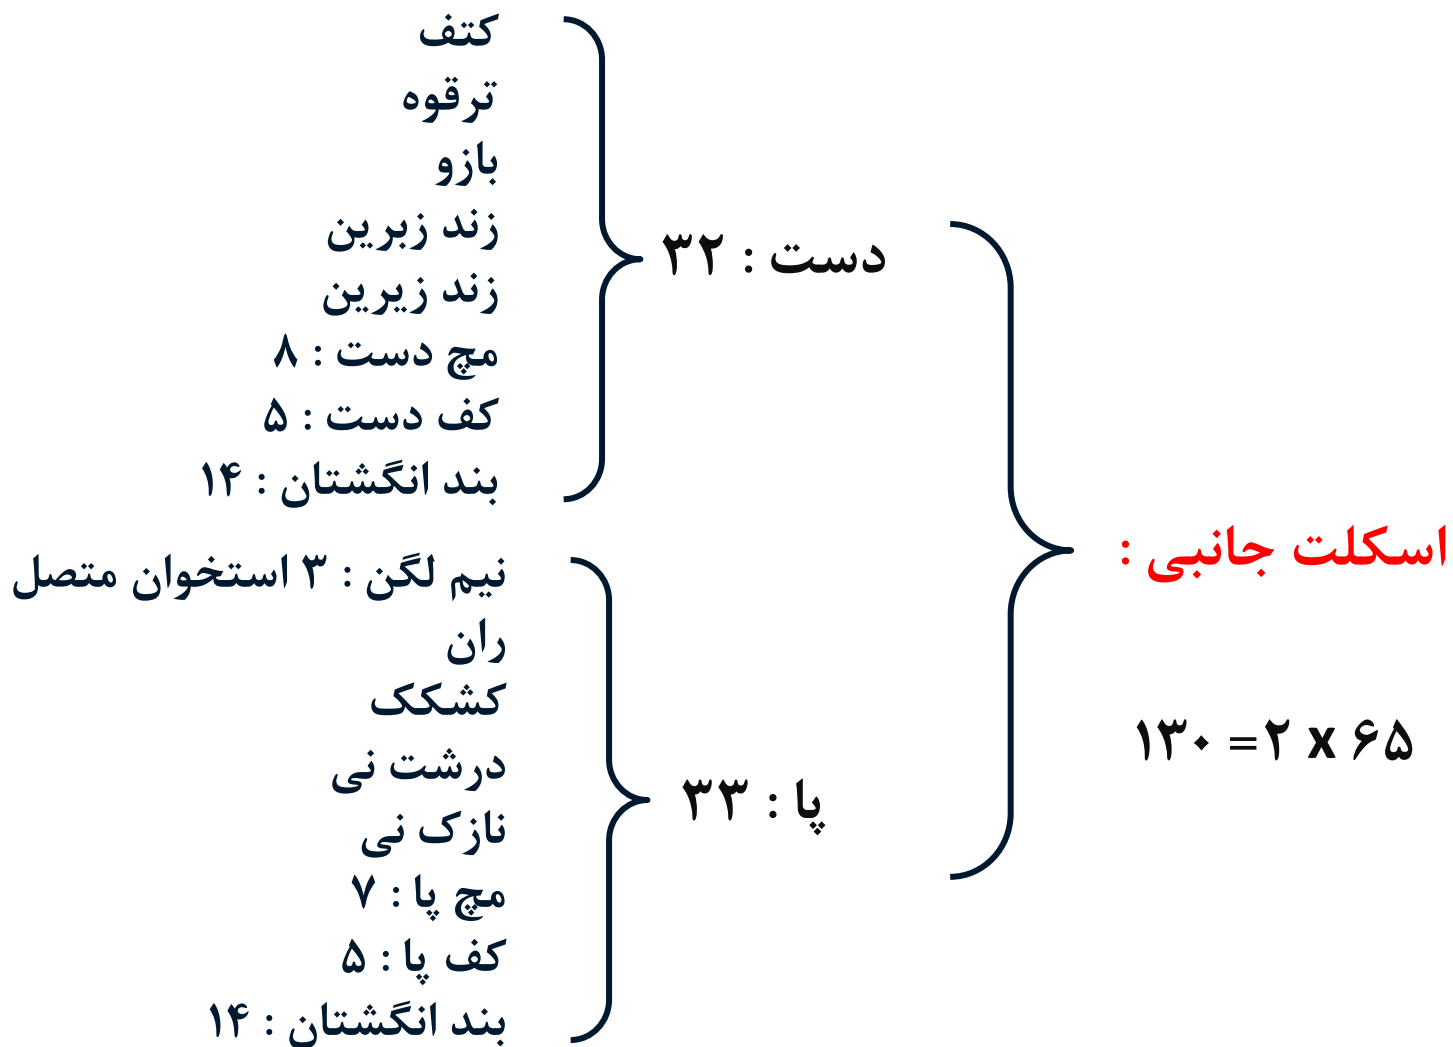 اسکلت جانبی :
۶۵ x ۲ = ۱۳۰
دست : ۳۲
کتف
ترقوه
بازو
زند زبرین
زند زیرین
مچ دست : ۸
کف دست : ۵
بند انگشتان : ۱۴
پا : ۳۳
نیم لگن : ۳ استخوان متصل
ران
کشکک
درشت نی
نازک نی
مچ پا : ۷
کف پا : ۵
بند انگشتان : ۱۴